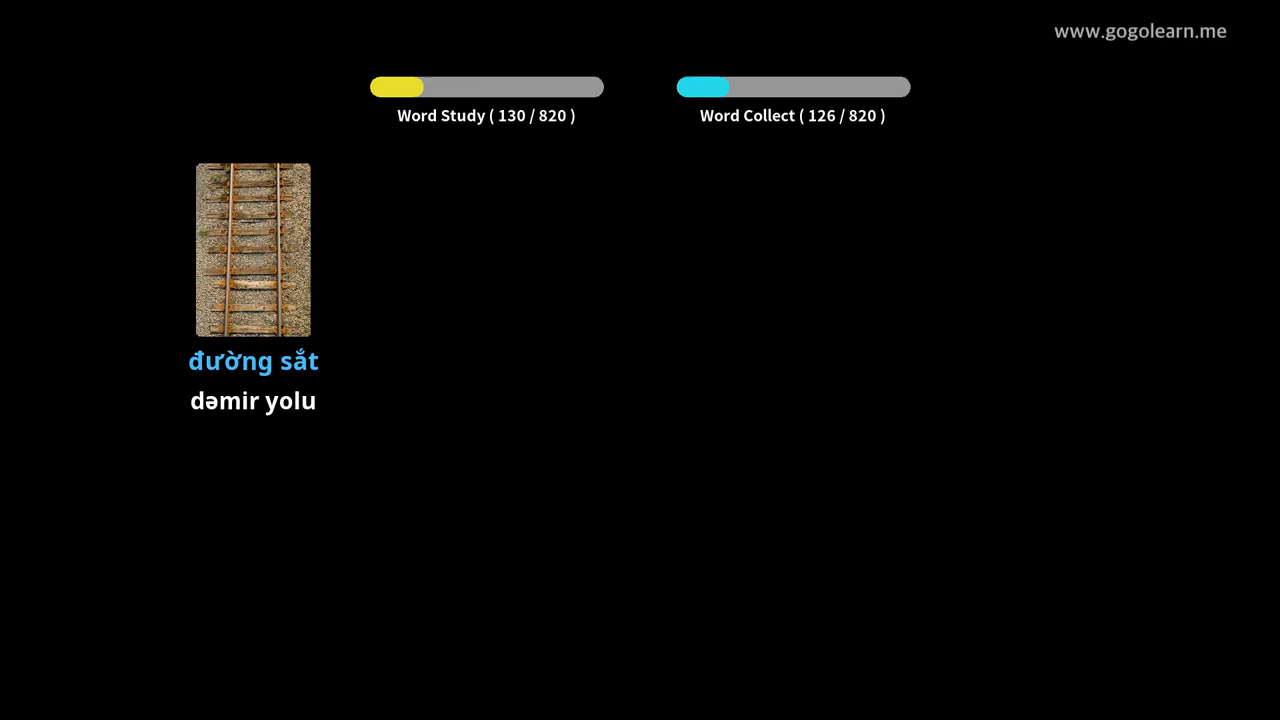 www.gogolearn.me
Word Study ( 130 / 820 )
Word Collect ( 126 / 820 )
đường sắt
dəmir yolu